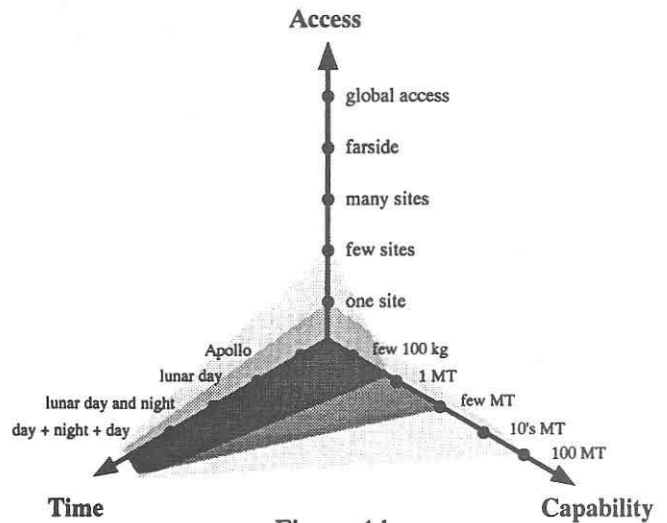 Access
global access
farside
many sites
few sites
one site
Apollo
few 100 kg
lunar day
1 MT
lunar day and night
few MT
day + night + day
10's MT
100 MT
Time
Capability